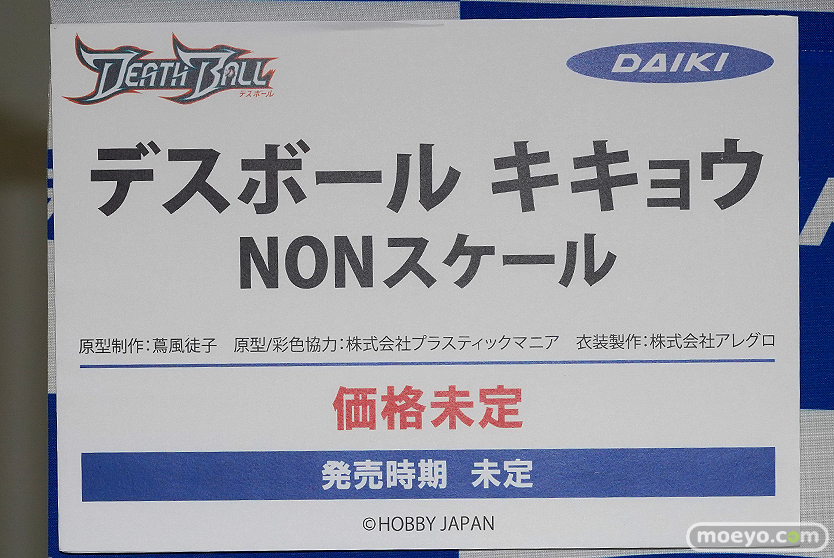 DEATH BALL
デスボール
DAIKI
デスボール キキョウ
NONスケール
原型制作:蔦風徒子 原型/彩色協力:株式会社プラスティックマニア 衣装製作:株式会社アレグロ
価格未定
発売時期 未定
©HOBBY JAPAN
moeyo.com